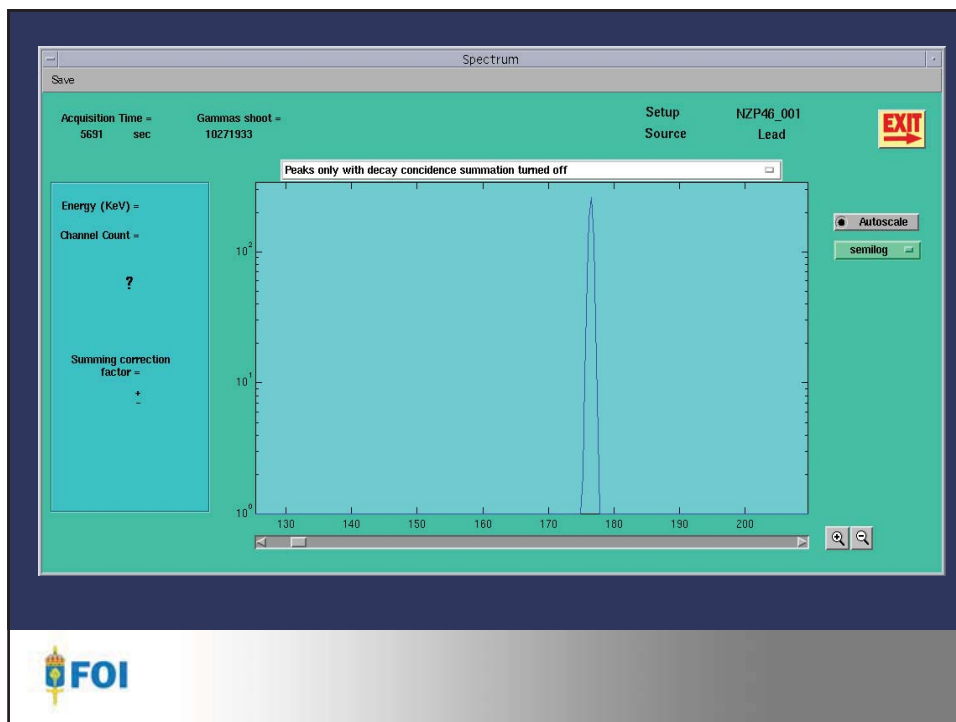 Spectrum
Save
Acquisition Time =
5691 sec
Gammas shoot =
10271933
Setup NZP46_001
Source Lead
EXIT
Peaks only with decay concidence summation turned off
Energy (KeV) =
Channel Count =
?
Summing correction
factor =
+
-
10^2
10^1
10^0
130 140 150 160 170 180 190 200
Autoscale
semilog
FOI